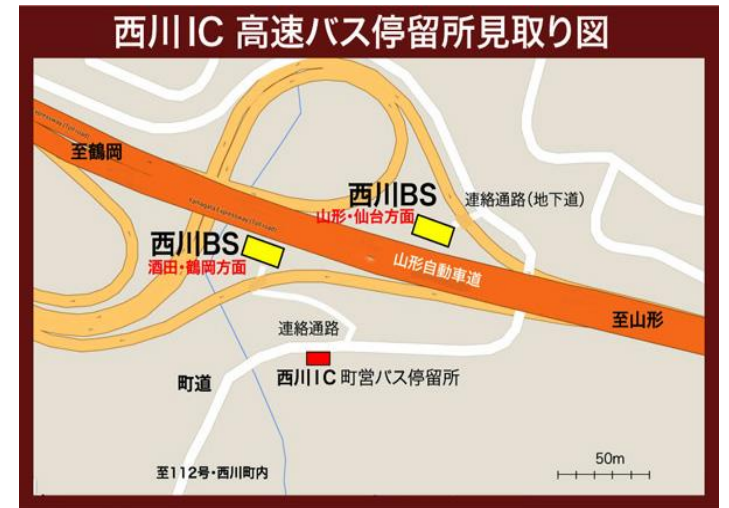 西川IC 高速バス停留所見取り図
至鶴岡
西川BS
山形・仙台方面
連絡通路(地下道)
西川BS
酒田・鶴岡方面
山形自動車道
至山形
連絡通路
西川IC 町営バス停留所
町道
50m
至112号・西川町内